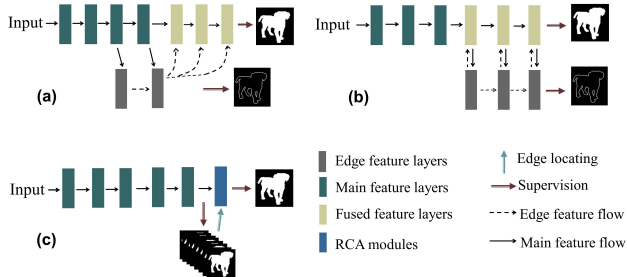 Input
(a)
Input
(b)
Input
(c)
Edge feature layers
Main feature layers
Fused feature layers
RCA modules
Edge locating
Supervision
Edge feature flow
Main feature flow